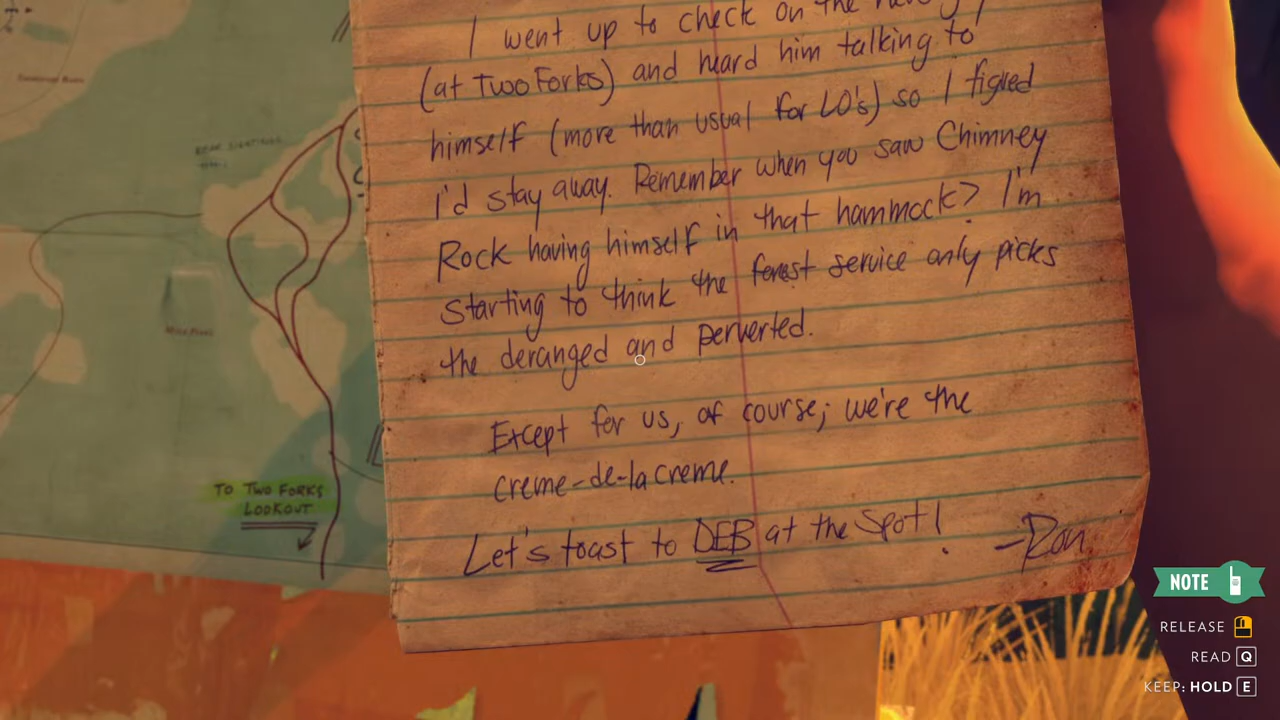 I went up to check on the
(at Two Forks) and heard him talking to
himself (more than usual for LO's) so I figred
i'd stay away. Remember when you saw Chimney
Rock having himself in that hammock? I'm
starting to think the forest service only picks
the deranged and perverted.
Except for us, of course; we're the
creme-de-la creme.
Let's toast to DEB at the Spot!
-Ron
TO TWO FORKS
LOOKOUT
NOTE
RELEASE
READ Q
KEEP: HOLD E